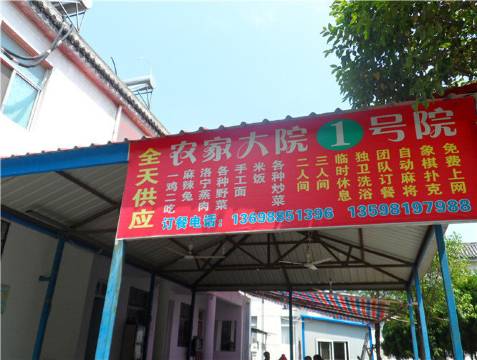 农家大院1号院
全天供应
一鸡二吃
麻辣兔
洛宁蒸肉
各种野菜
手工面
米饭
各种炒菜
二人间
三人间
临时休息
独卫洗浴
团队订餐
自动麻将
象棋扑克
免费上网
订餐电话：13698851396 13598197988